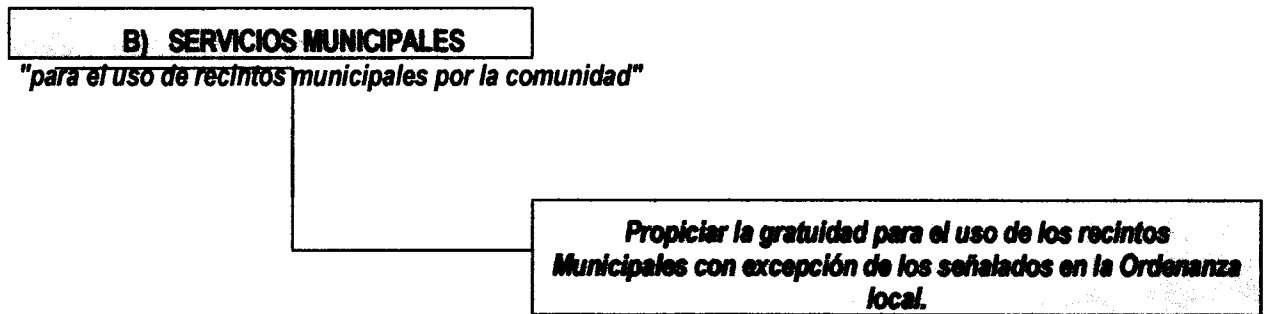 B) SERVICIOS MUNICIPALES
"para el uso de recintos municipales por la comunidad"
Propiciar la gratuidad para el uso de los recintos
Municipales con excepción de los señalados en la Ordenanza
local.